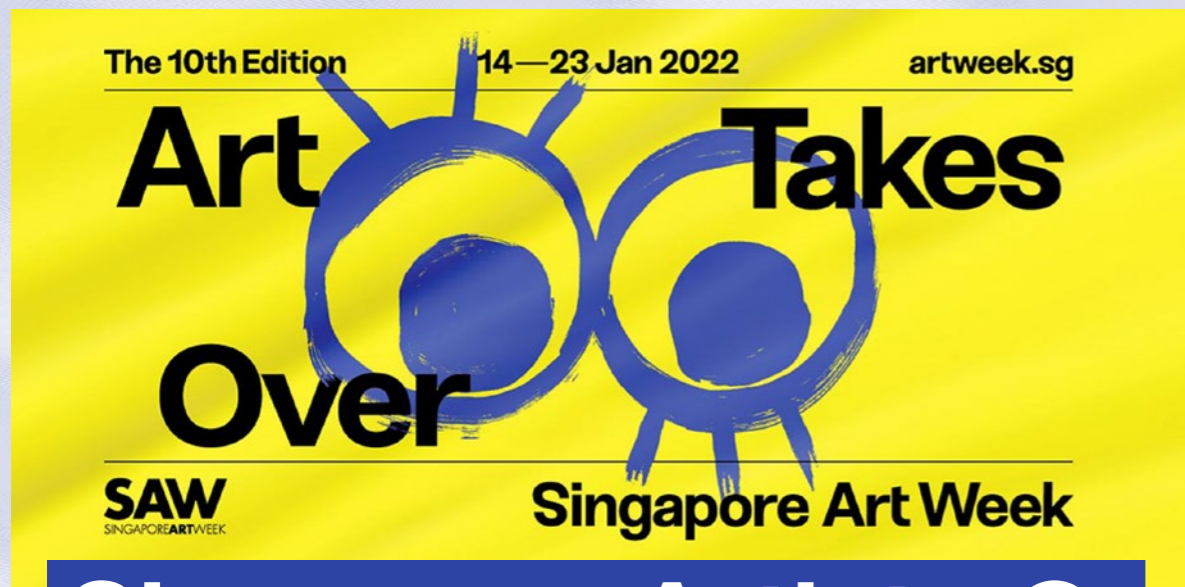 The 10th Edition 14—23 Jan 2022 artweek.sg
Art Takes
Over
SAW Singapore Art Week
SINGAPOREARTWEEK